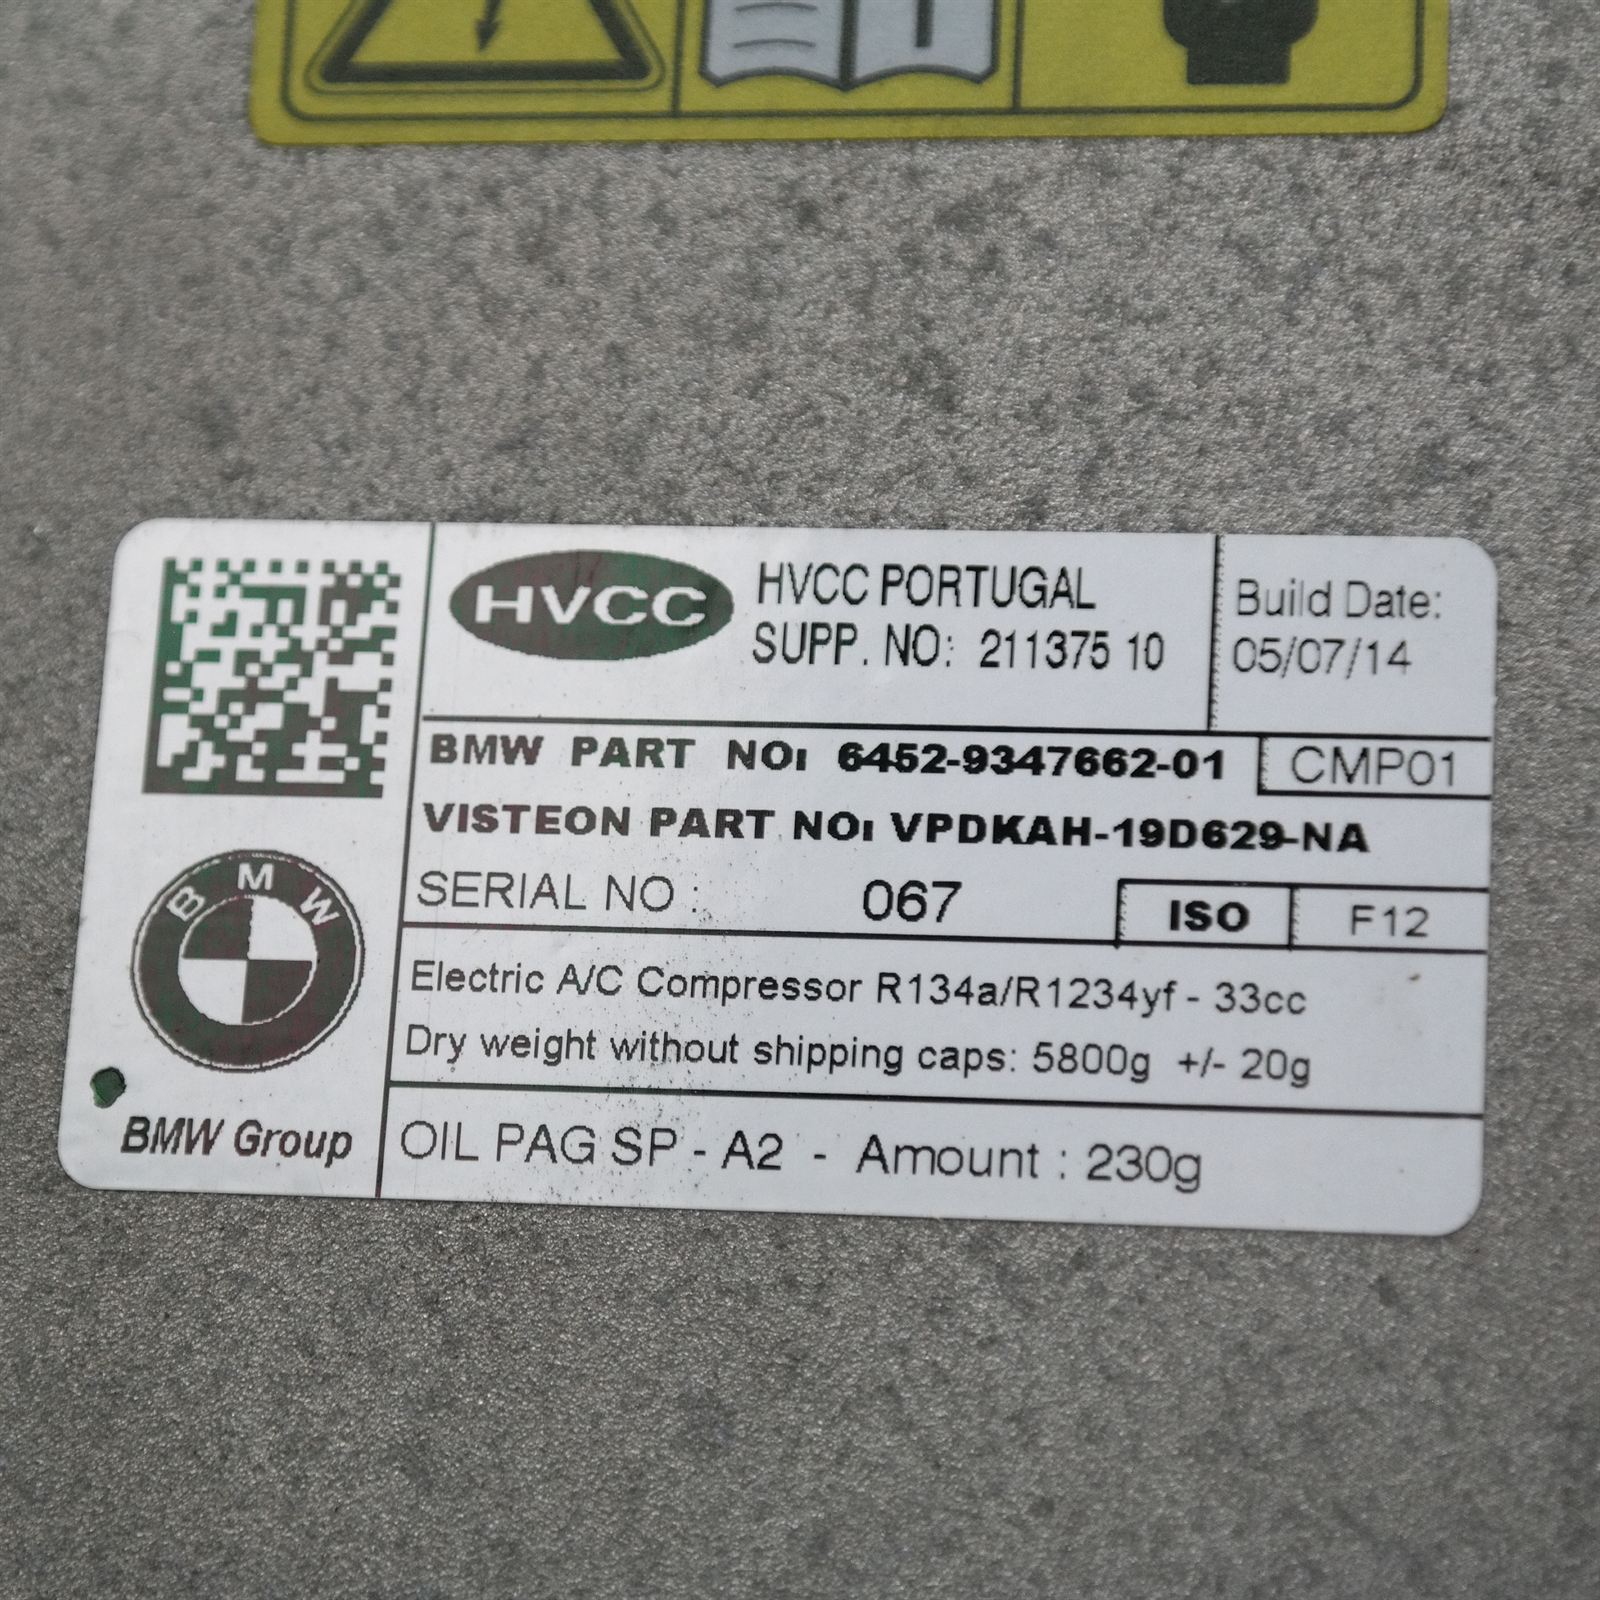 HVCC
HVCC PORTUGAL
SUPP. NO: 211375 10
Build Date:
05/07/14
BMW PART NO: 6452-9347662-01
CMP01
VISTEON PART NO: VPDKAH-19D629-NA
SERIAL NO : 067
ISO
F12
Electric A/C Compressor R134a/R1234yf - 33cc
Dry weight without shipping caps: 5800g +/- 20g
OIL PAG SP - A2 - Amount : 230g
BMW
BMW Group